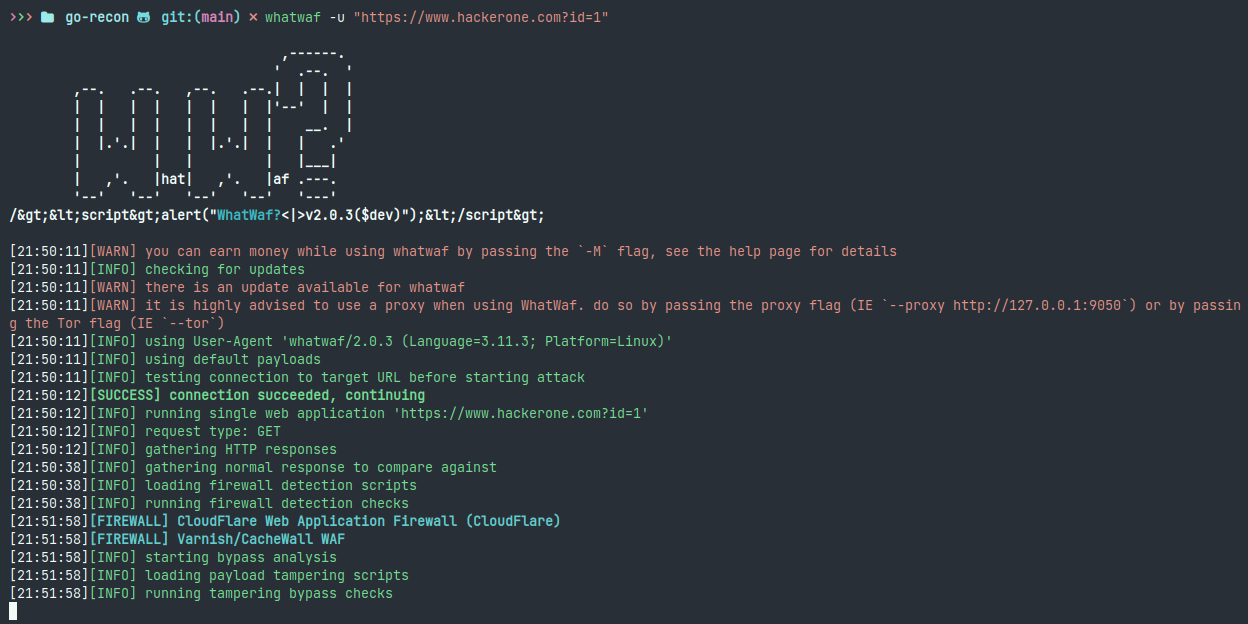 >>> go-recon git:(main) × whatwaf -u "https://www.hackerone.com?id=1"
                                  ,------.
                                 '  .--.  '
        ,--.   .--.   ,--.   .--.|  |  |  |
        |  |   |  |   |  |   |  |'--'  |  |
        |  |   |  |   |  |   |  |    __.  |
        |  |.'.|  |   |  |.'.|  |   |   .'
        |         |   |         |   |___|
        |   ,'.   |hat|   ,'.   |af .---.
        '--'   '--'   '--'   '--'   '---'
/&gt;&lt;script&gt;alert("WhatWaf?<|>v2.0.3($dev)");&lt;/script&gt;
[21:50:11][WARN] you can earn money while using whatwaf by passing the `-M` flag, see the help page for details
[21:50:11][INFO] checking for updates
[21:50:11][WARN] there is an update available for whatwaf
[21:50:11][WARN] it is highly advised to use a proxy when using WhatWaf. do so by passing the proxy flag (IE `--proxy http://127.0.0.1:9050`) or by passin
g the Tor flag (IE `--tor`)
[21:50:11][INFO] using User-Agent 'whatwaf/2.0.3 (Language=3.11.3; Platform=Linux)'
[21:50:11][INFO] using default payloads
[21:50:11][INFO] testing connection to target URL before starting attack
[21:50:12][SUCCESS] connection succeeded, continuing
[21:50:12][INFO] running single web application 'https://www.hackerone.com?id=1'
[21:50:12][INFO] request type: GET
[21:50:12][INFO] gathering HTTP responses
[21:50:38][INFO] gathering normal response to compare against
[21:50:38][INFO] loading firewall detection scripts
[21:50:38][INFO] running firewall detection checks
[21:51:58][FIREWALL] CloudFlare Web Application Firewall (CloudFlare)
[21:51:58][FIREWALL] Varnish/CacheWall WAF
[21:51:58][INFO] starting bypass analysis
[21:51:58][INFO] loading payload tampering scripts
[21:51:58][INFO] running tampering bypass checks